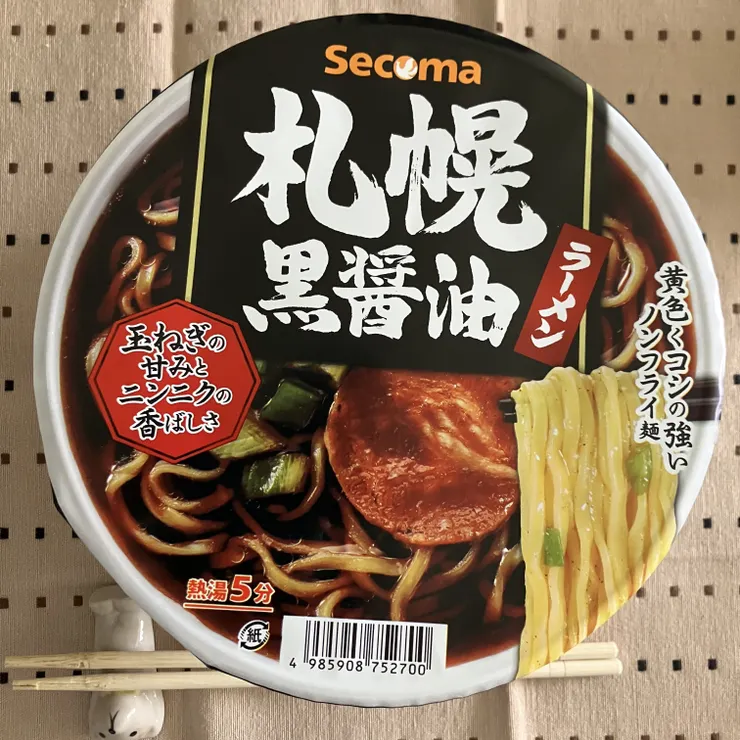 Secoma
札幌
黒醤油
ラーメン
黄色くコシの強い
ノンフライ麺
玉ねぎの
甘みと
ニンニクの
香ばしさ
熱湯5分
紙
4 985908 752700